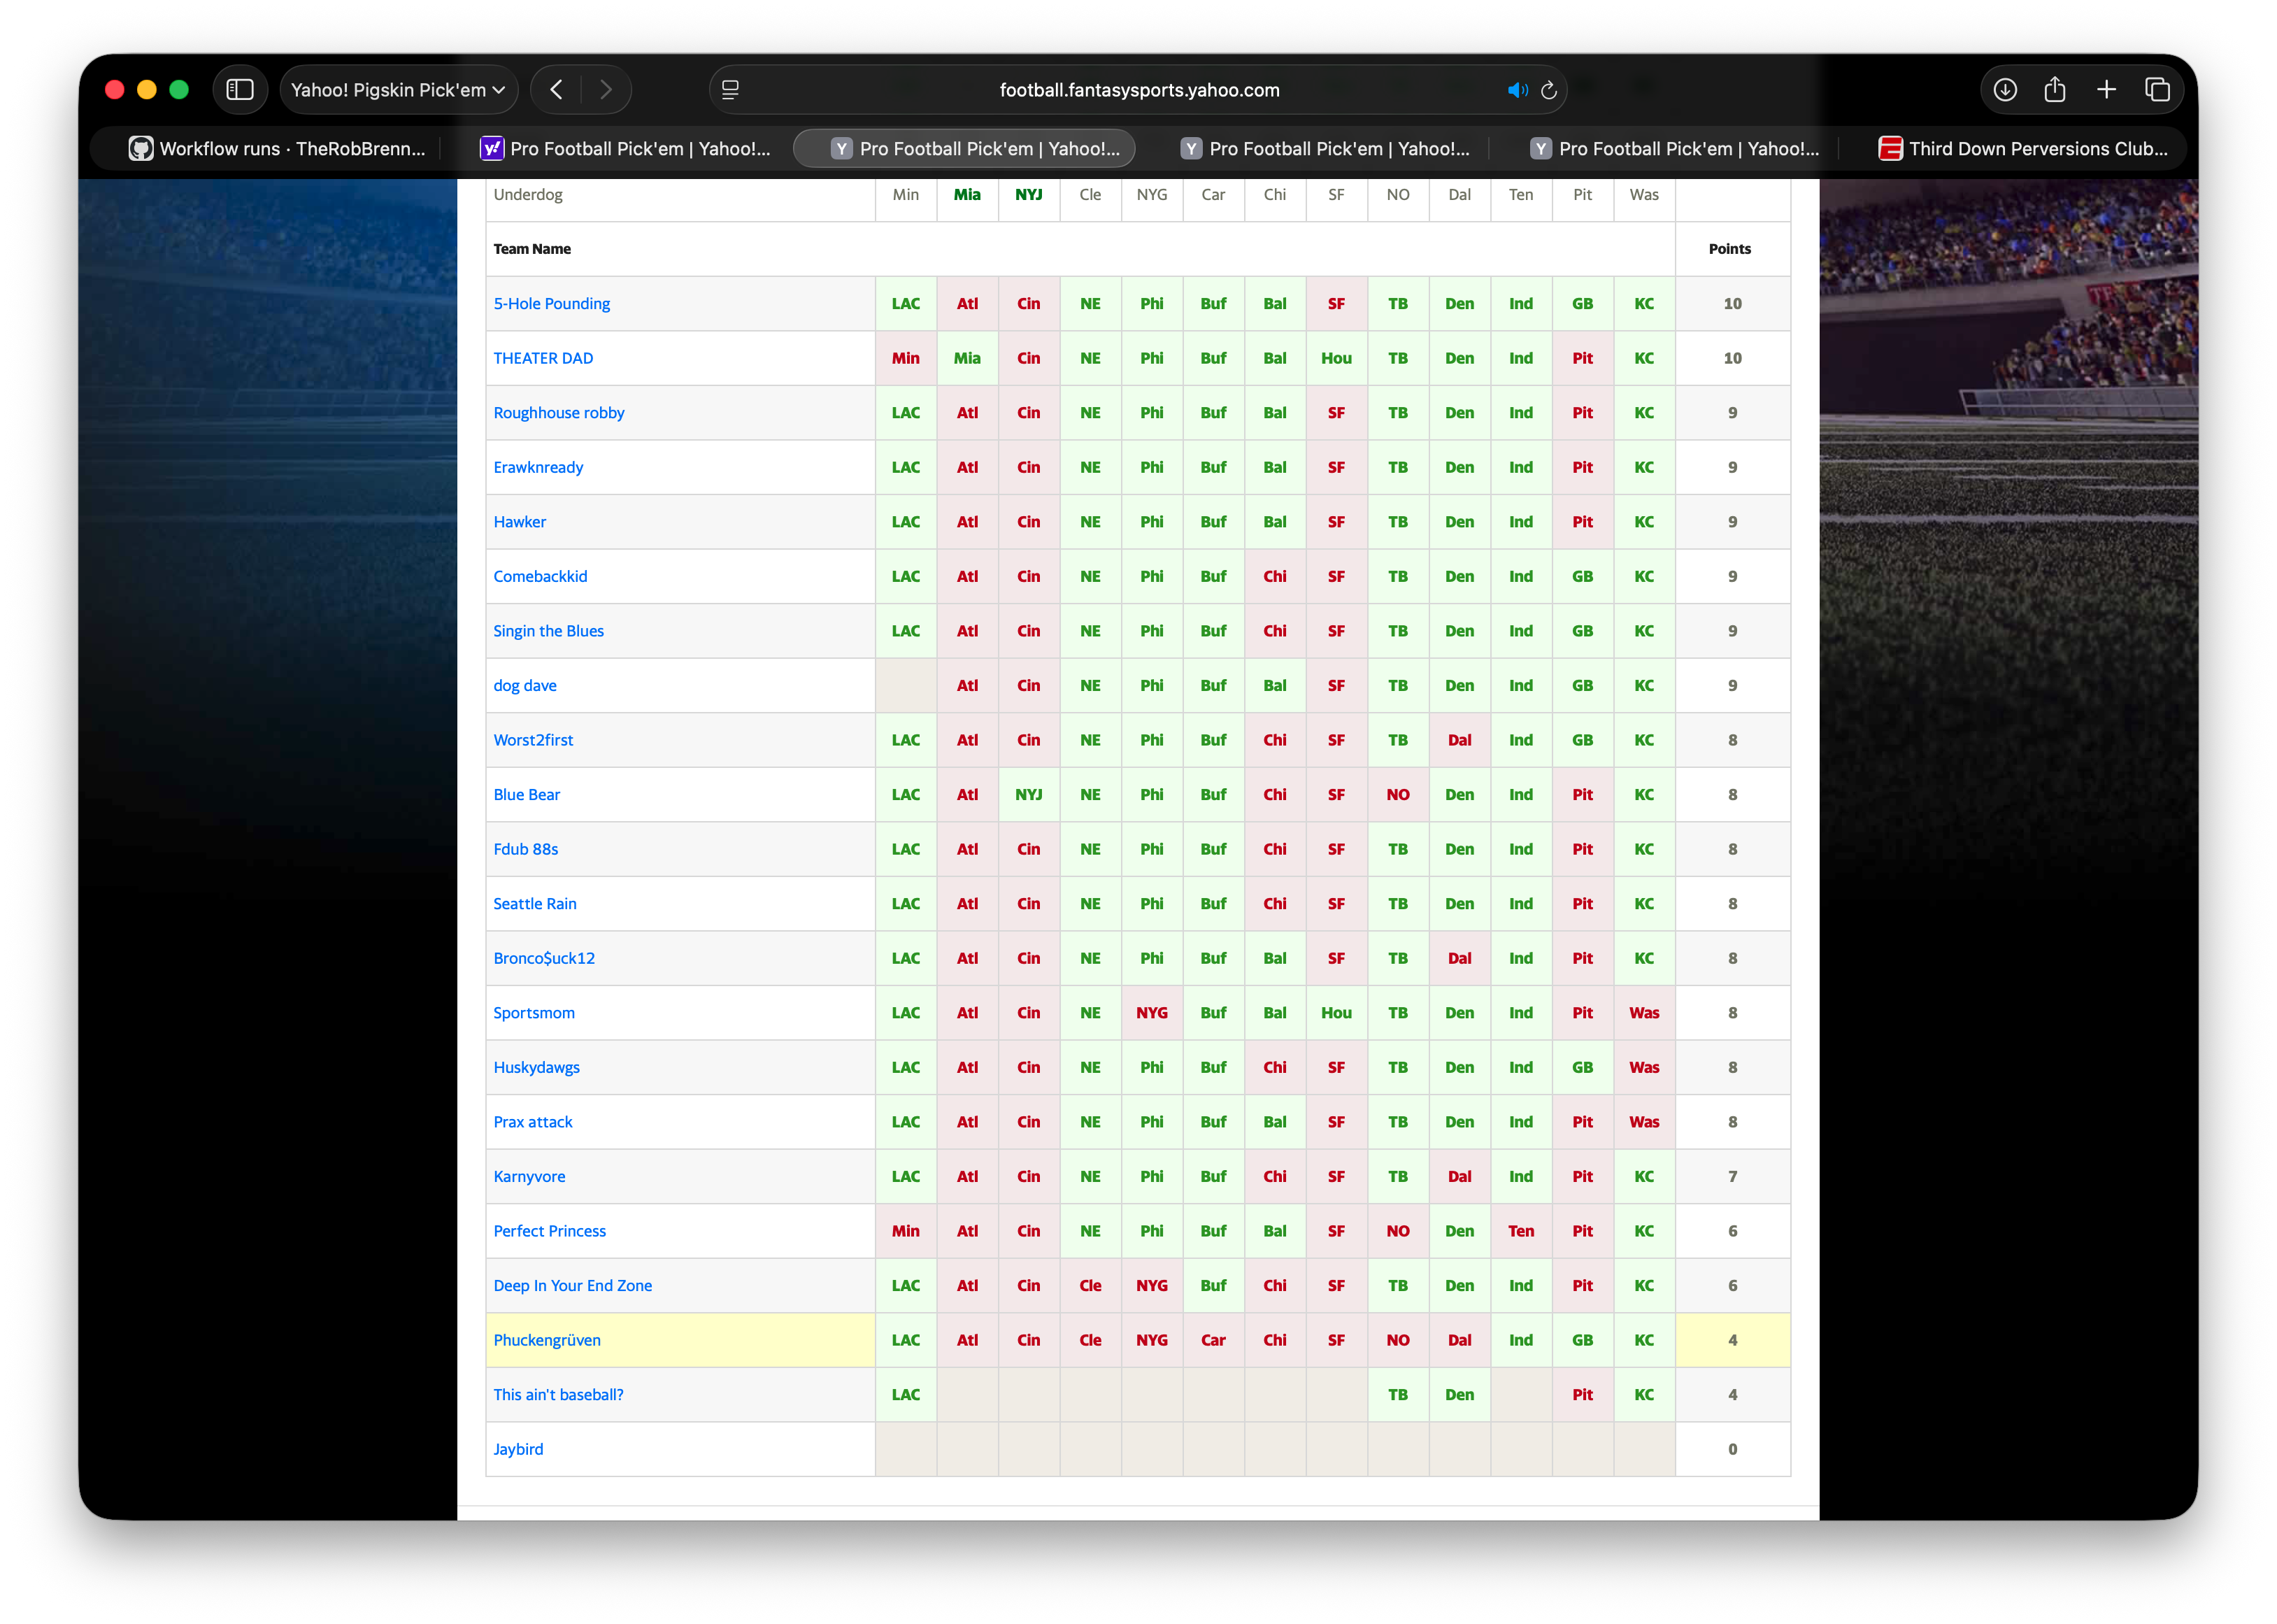 Yahoo! Pigskin Pick'em
football.fantasysports.yahoo.com
Workflow runs · TheRobBrenn... Pro Football Pick'em | Yahoo!... Pro Football Pick'em | Yahoo!... Pro Football Pick'em | Yahoo!... Pro Football Pick'em | Yahoo!... Third Down Perversions Club...
Underdog Min Mia NYJ Cle NYG Car Chi SF NO Dal Ten Pit Was
Team Name Points
5-Hole Pounding LAC Atl Cin NE Phi Buf Bal SF TB Den Ind GB KC 10
THEATER DAD Min Mia Cin NE Phi Buf Bal Hou TB Den Ind Pit KC 10
Roughhouse robby LAC Atl Cin NE Phi Buf Bal SF TB Den Ind Pit KC 9
Erawknready LAC Atl Cin NE Phi Buf Bal SF TB Den Ind Pit KC 9
Hawker LAC Atl Cin NE Phi Buf Bal SF TB Den Ind Pit KC 9
Comebackkid LAC Atl Cin NE Phi Buf Chi SF TB Den Ind GB KC 9
Singin the Blues LAC Atl Cin NE Phi Buf Chi SF TB Den Ind GB KC 9
dog dave Atl Cin NE Phi Buf Bal SF TB Den Ind GB KC 9
Worst2first LAC Atl Cin NE Phi Buf Chi SF TB Dal Ind GB KC 8
Blue Bear LAC Atl NYJ NE Phi Buf Chi SF NO Den Ind Pit KC 8
Fdub 88s LAC Atl Cin NE Phi Buf Chi SF TB Den Ind Pit KC 8
Seattle Rain LAC Atl Cin NE Phi Buf Chi SF TB Den Ind Pit KC 8
Bronco$uck12 LAC Atl Cin NE Phi Buf Bal SF TB Dal Ind Pit KC 8
Sportsmom LAC Atl Cin NE NYG Buf Bal Hou TB Den Ind Pit Was 8
Huskydawgs LAC Atl Cin NE Phi Buf Chi SF TB Den Ind GB Was 8
Prax attack LAC Atl Cin NE Phi Buf Bal SF TB Den Ind Pit Was 8
Karnyvore LAC Atl Cin NE Phi Buf Chi SF TB Dal Ind Pit KC 7
Perfect Princess Min Atl Cin NE Phi Buf Bal SF NO Den Ten Pit KC 6
Deep In Your End Zone LAC Atl Cin Cle NYG Buf Chi SF TB Den Ind Pit KC 6
Phuckengrüven LAC Atl Cin Cle NYG Car Chi SF NO Dal Ind GB KC 4
This ain't baseball? LAC TB Den Pit KC 4
Jaybird 0